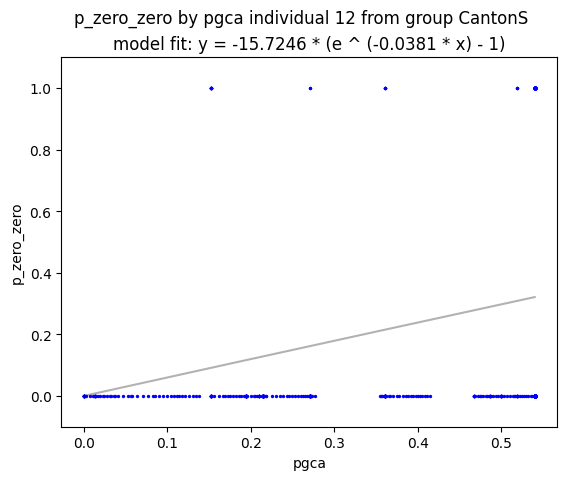 p_zero_zero by pgca individual 12 from group CantonS
model fit: y = -15.7246 * (e ^ (-0.0381 * x) - 1)
1.0
0.8
0.6
0.4
0.2
0.0
p_zero_zero
0.0 0.1 0.2 0.3 0.4 0.5
pgca